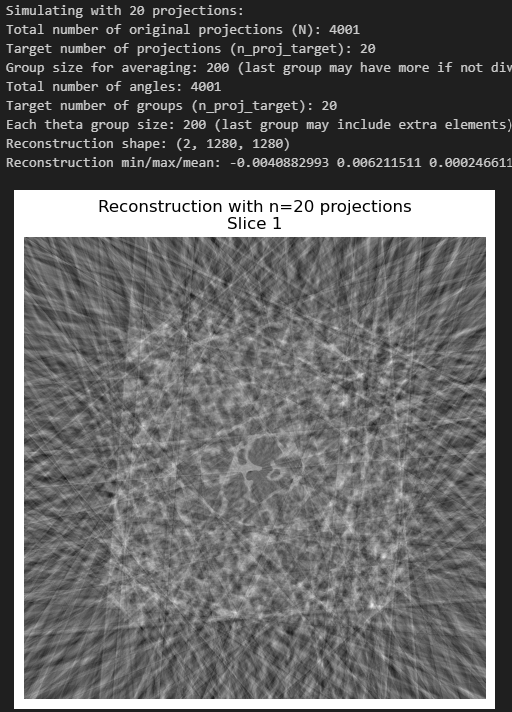 Simulating with 20 projections:
Total number of original projections (N): 4001
Target number of projections (n_proj_target): 20
Group size for averaging: 200 (last group may have more if not div
Total number of angles: 4001
Target number of groups (n_proj_target): 20
Each theta group size: 200 (last group may include extra elements)
Reconstruction shape: (2, 1280, 1280)
Reconstruction min/max/mean: -0.0040882993 0.006211511 0.000246611
Reconstruction with n=20 projections
Slice 1